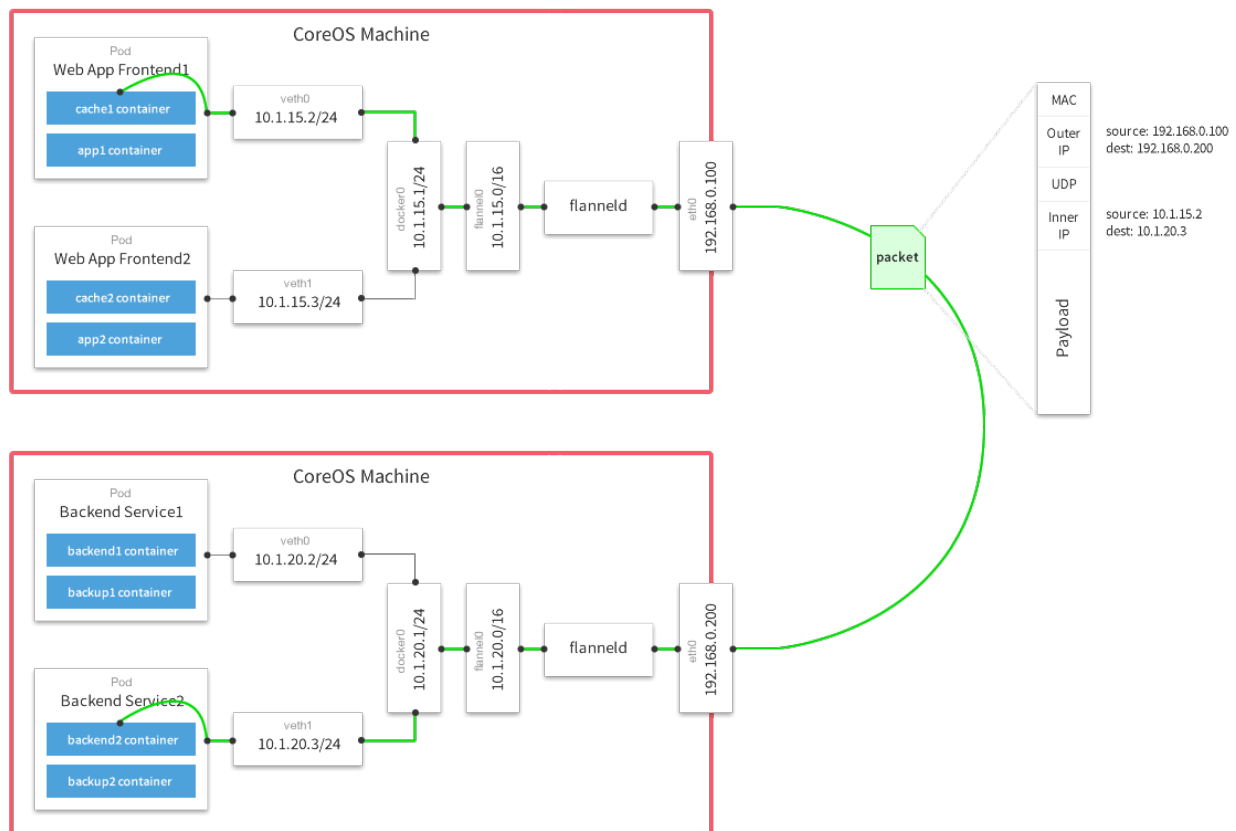 CoreOS Machine
Pod
Web App Frontend1
cache1 container
app1 container
veth0
10.1.15.2/24
Pod
Web App Frontend2
cache2 container
app2 container
veth1
10.1.15.3/24
docker0
10.1.15.1/24
flannel0
10.1.15.0/16
flanneld
eth0
192.168.0.100
packet
MAC
Outer
IP
source: 192.168.0.100
dest: 192.168.0.200
UDP
Inner
IP
source: 10.1.15.2
dest: 10.1.20.3
Payload
CoreOS Machine
Pod
Backend Service1
backend1 container
backup1 container
veth0
10.1.20.2/24
Pod
Backend Service2
backend2 container
backup2 container
veth1
10.1.20.3/24
docker0
10.1.20.1/24
flannel0
10.1.20.0/16
flanneld
eth0
192.168.0.200